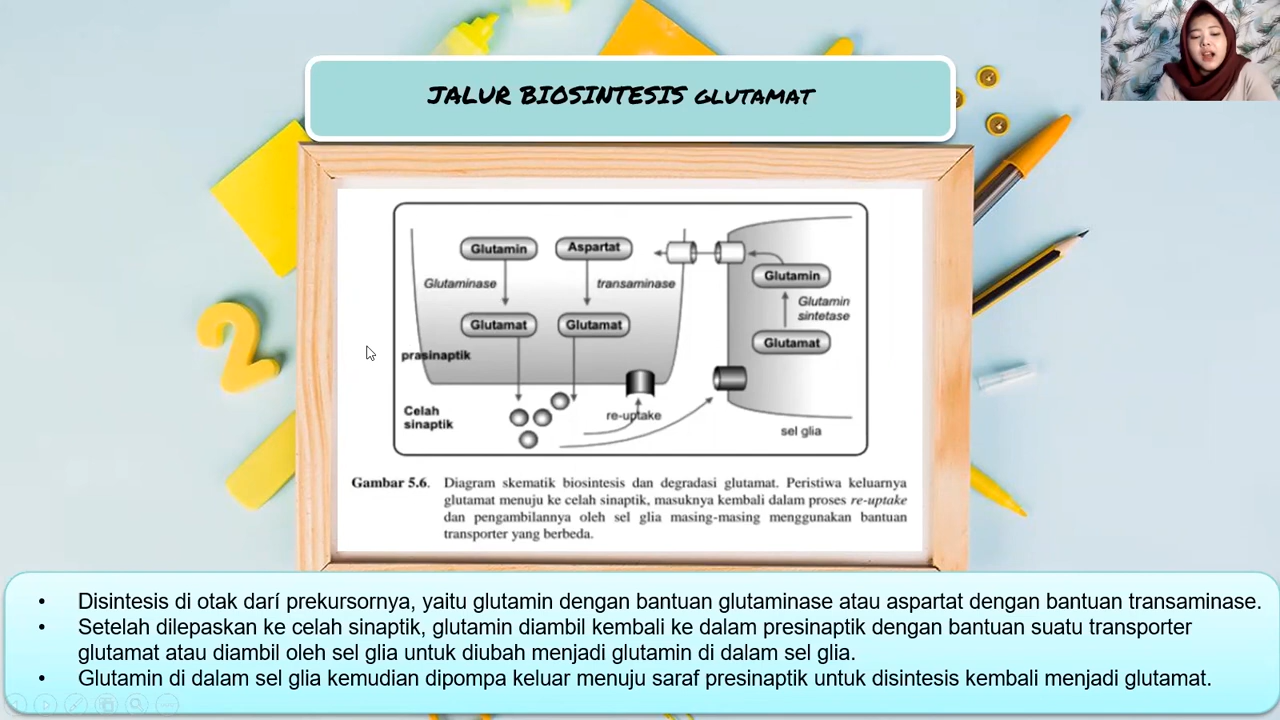 JALUR BIOSINTESIS GLUTAMAT
Glutamin
Aspartat
Glutaminase
transaminase
Glutamat
Glutamat
prasinaptik
Celah
sinaptik
re-uptake
Glutamin
Glutamin
sintetase
Glutamat
sel glia
Gambar 5.6. Diagram skematik biosintesis dan degradasi glutamat. Peristiwa keluarnya
glutamat menuju ke celah sinaptik, masuknya kembali dalam proses re-uptake
dan pengambilannya oleh sel glia masing-masing menggunakan bantuan
transporter yang berbeda.
• Disintesis di otak darí prekursornya, yaitu glutamin dengan bantuan glutaminase atau aspartat dengan bantuan transaminase.
• Setelah dilepaskan ke celah sinaptik, glutamin diambil kembali ke dalam presinaptik dengan bantuan suatu transporter
glutamat atau diambil oleh sel glia untuk diubah menjadi glutamin di dalam sel glia.
• Glutamin di dalam sel glia kemudian dipompa keluar menuju saraf presinaptik untuk disintesis kembali menjadi glutamat.